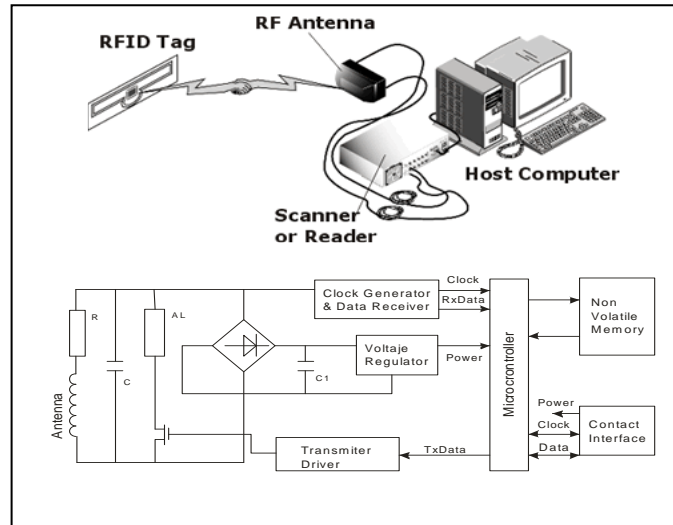 RF Antenna
RFID Tag
Host Computer
Scanner
or Reader
Clock
Clock Generator
& Data Receiver
RxData
R
C
AL
Voltaje
Regulator
Power
C1
Antenna
Transmiter
Driver
TxData
Microcrontroller
Non
Volatile
Memory
Power
Clock
Data
Contact
Interface